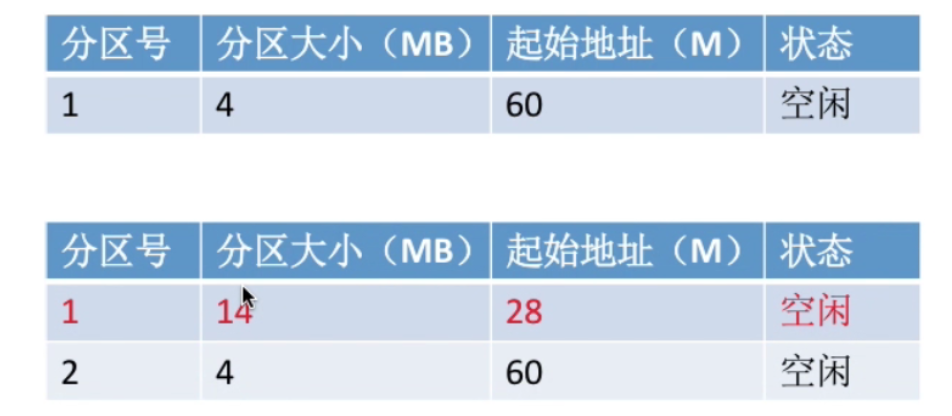 分区号 分区大小（MB） 起始地址（M） 状态
1 4 60 空闲
分区号 分区大小（MB） 起始地址（M） 状态
1 14 28 空闲
2 4 60 空闲